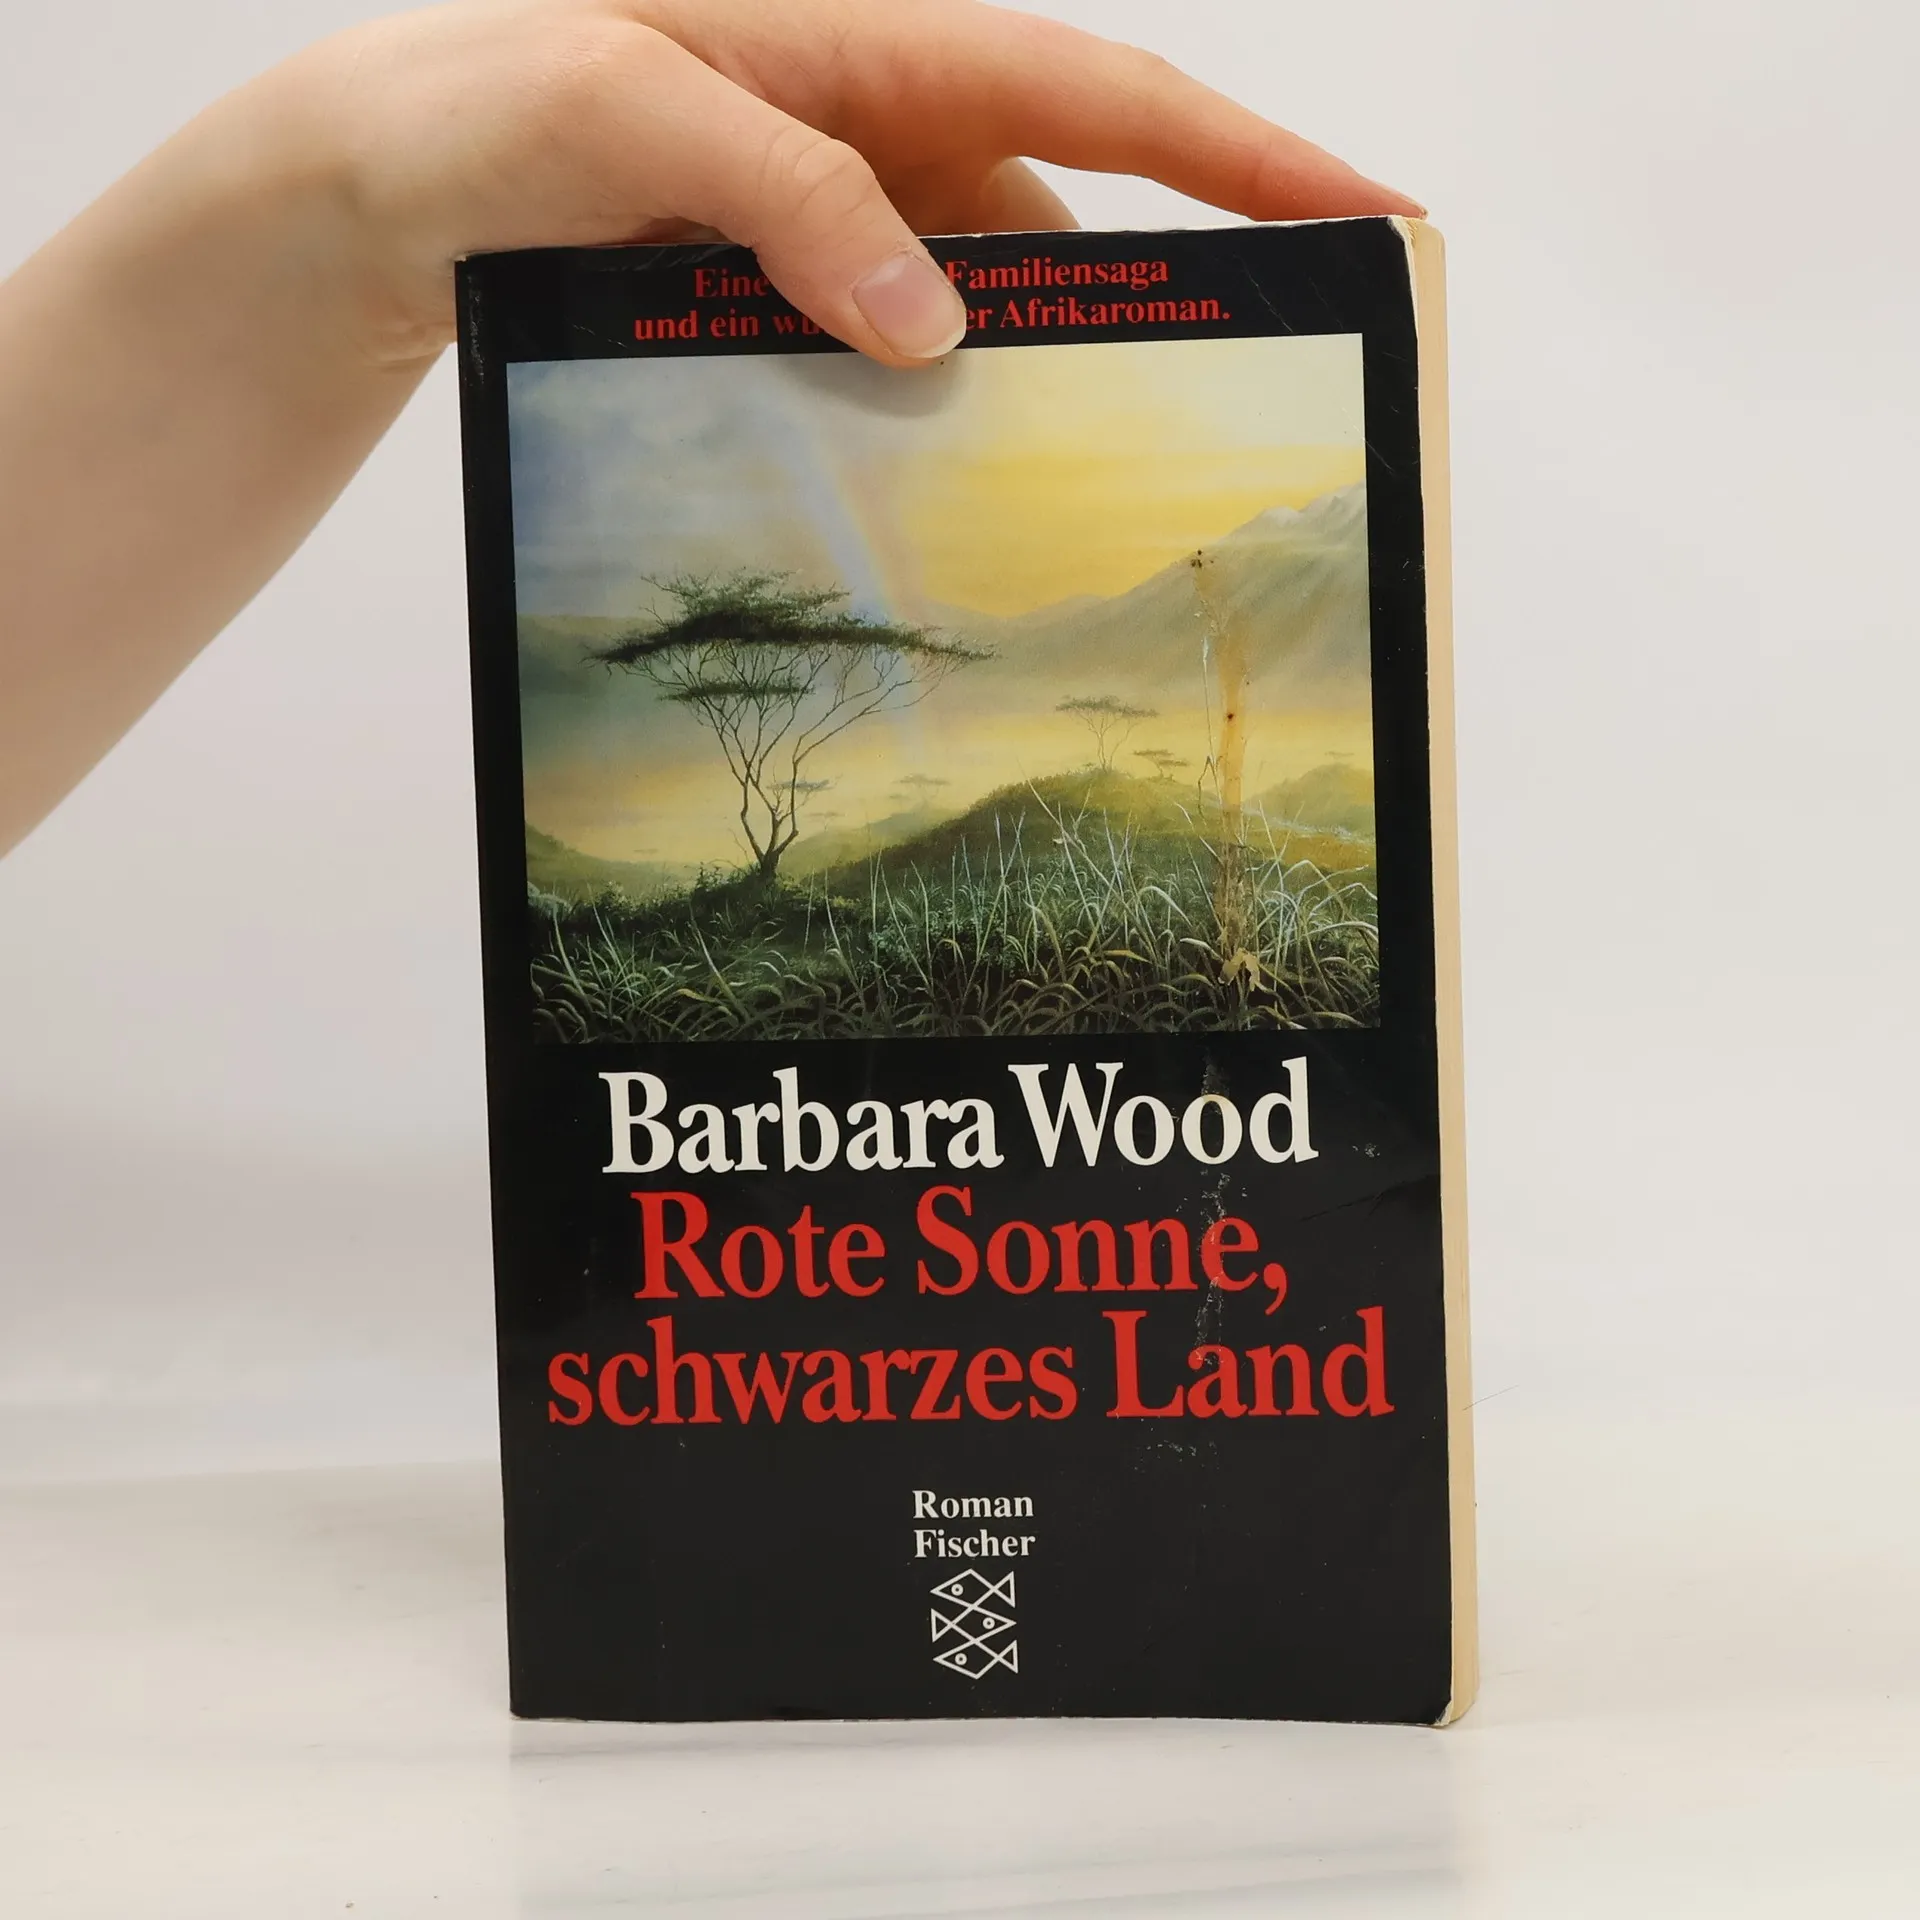 Eine Familiensaga
und ein Afrikaroman.
Barbara Wood
Rote Sonne,
schwarzes Land
Roman
Fischer